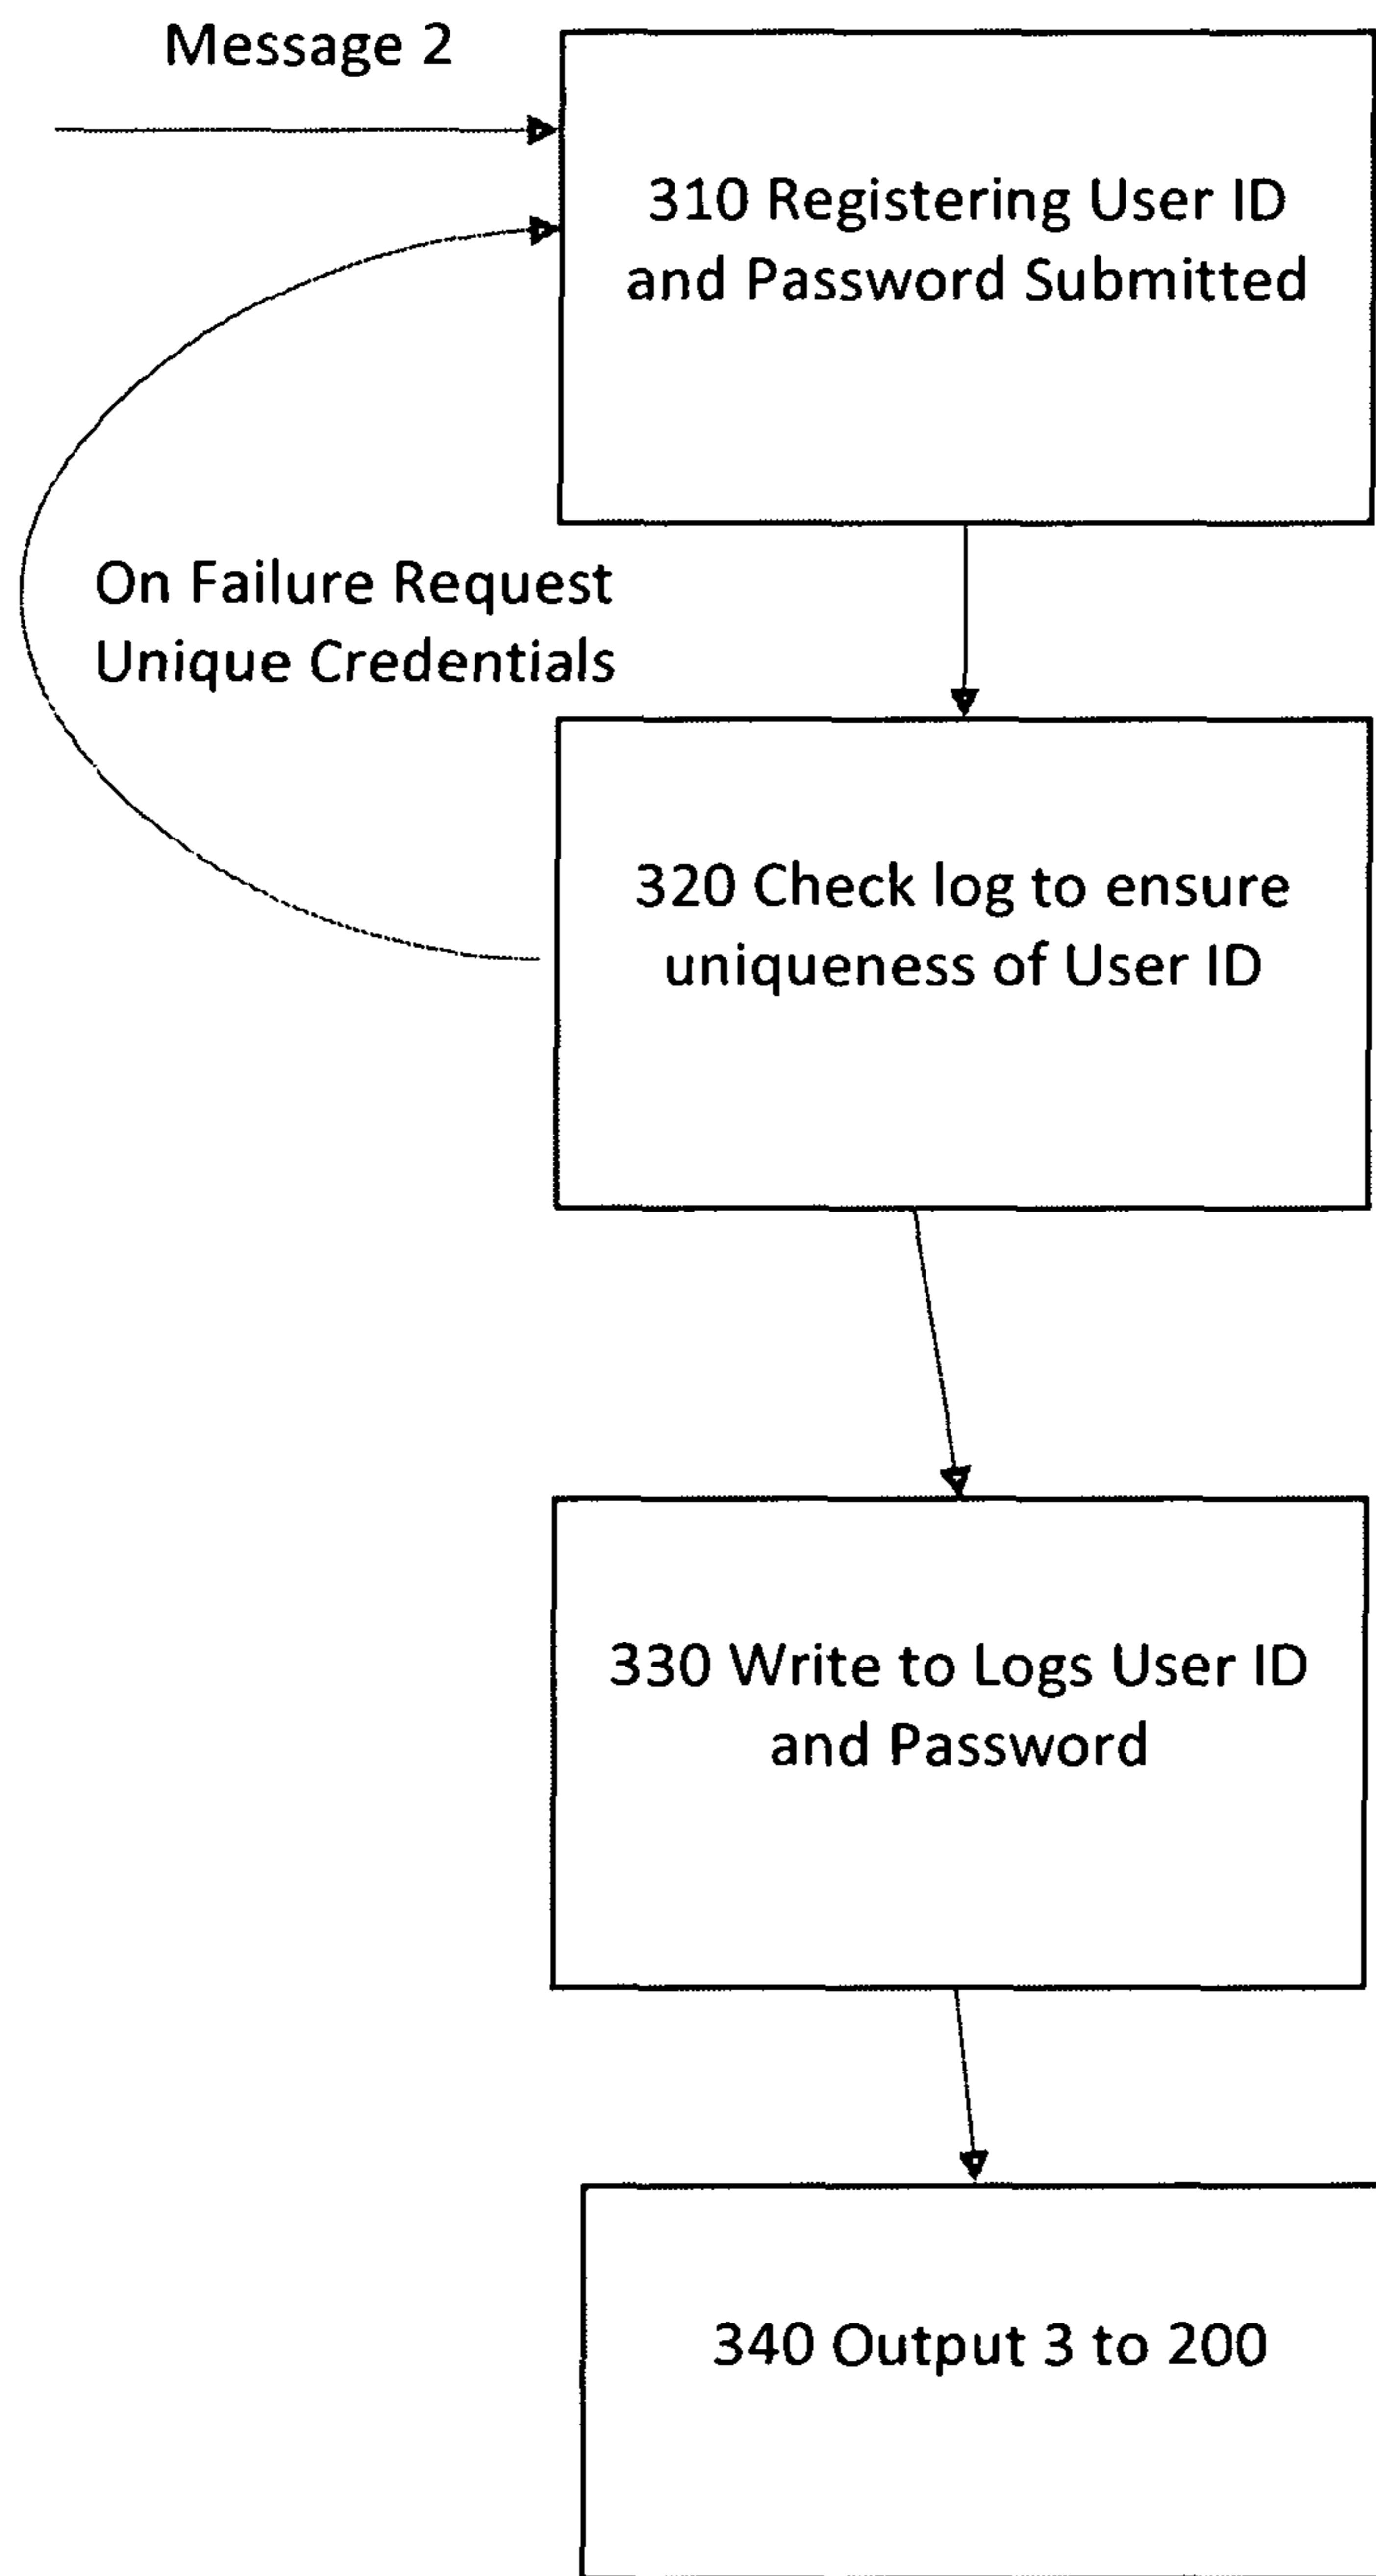 Message 2
310 Registering User ID
and Password Submitted
On Failure Request
Unique Credentials
320 Check log to ensure
uniqueness of User ID
330 Write to Logs User ID
and Password
340 Output 3 to 200